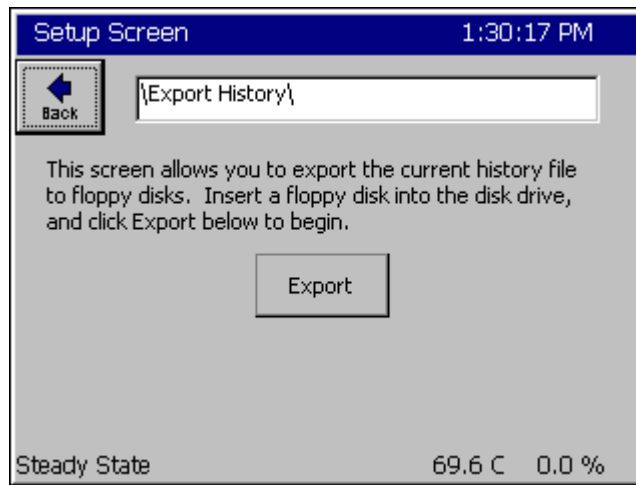 Setup Screen 1:30:17 PM
Back
\Export History\
This screen allows you to export the current history file
to floppy disks. Insert a floppy disk into the disk drive,
and click Export below to begin.
Export
Steady State 69.6 C 0.0 %